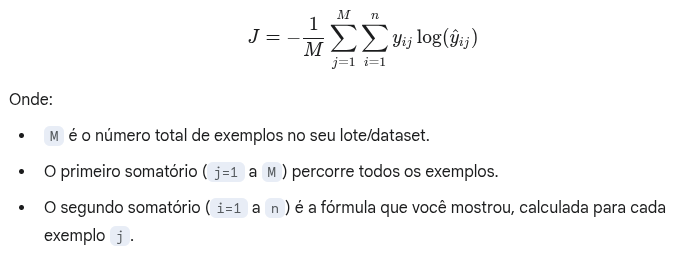 J = -\frac{1}{M} \sum_{j=1}^{M} \sum_{i=1}^{n} y_{ij} \log(\hat{y}_{ij})
Onde:
• M é o número total de exemplos no seu lote/dataset.
• O primeiro somatório ( j=1 a M ) percorre todos os exemplos.
• O segundo somatório ( i=1 a n ) é a fórmula que você mostrou, calculada para cada
exemplo j .